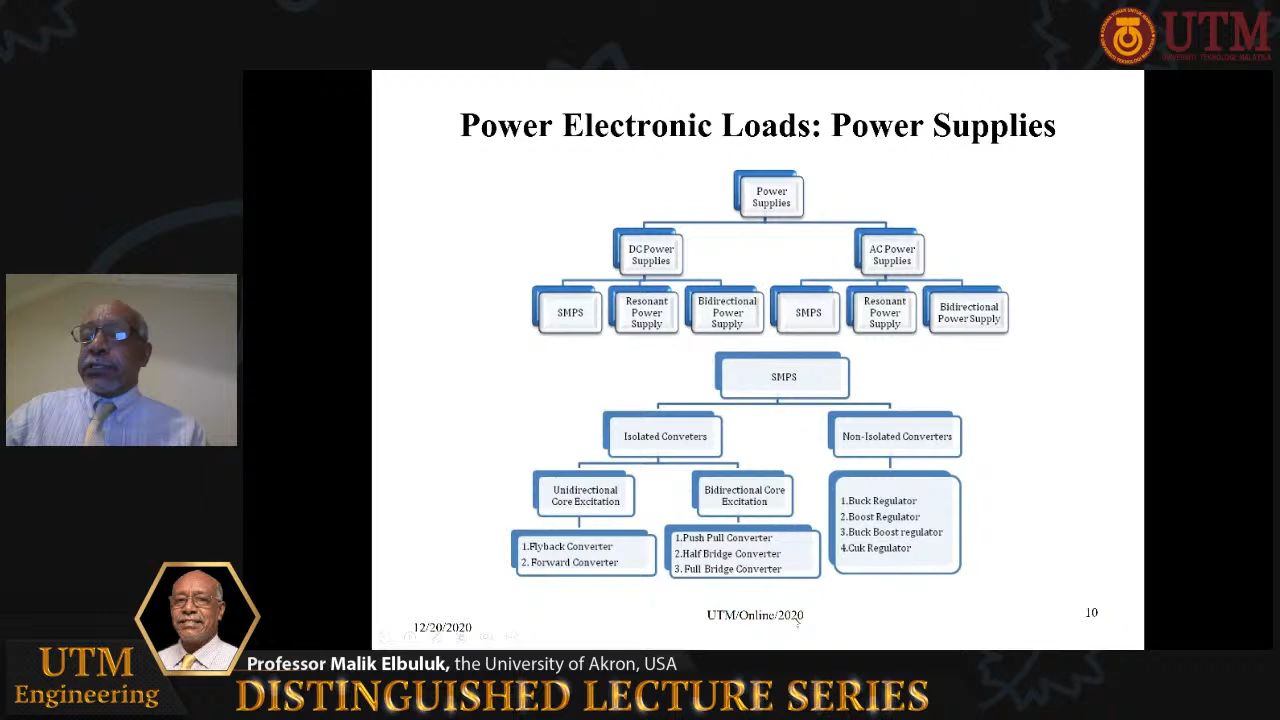 UTM
UNIVERSITI TEKNOLOGI MALAYSIA
Power Electronic Loads: Power Supplies
Power
Supplies
DC Power
Supplies
AC Power
Supplies
SMPS
Resonant
Power
Supply
Bidirectional
Power
Supply
SMPS
Resonant
Power
Supply
Bidirectional
Power Supply
SMPS
Isolated Conveters
Non-Isolated Converters
Unidirectional
Core Excitation
Bidirectional Core
Excitation
1.Buck Regulator
2.Boost Regulator
3.Buck Boost regulator
4.Cuk Regulator
1.Flyback Converter
2. Forward Converter
1.Push Pull Converter
2.Half Bridge Converter
3. Full Bridge Converter
12/20/2020
UTM/Online/2020
10
UTM
Engineering
Professor Malik Elbuluk, the University of Akron, USA
DISTINGUISHED LECTURE SERIES